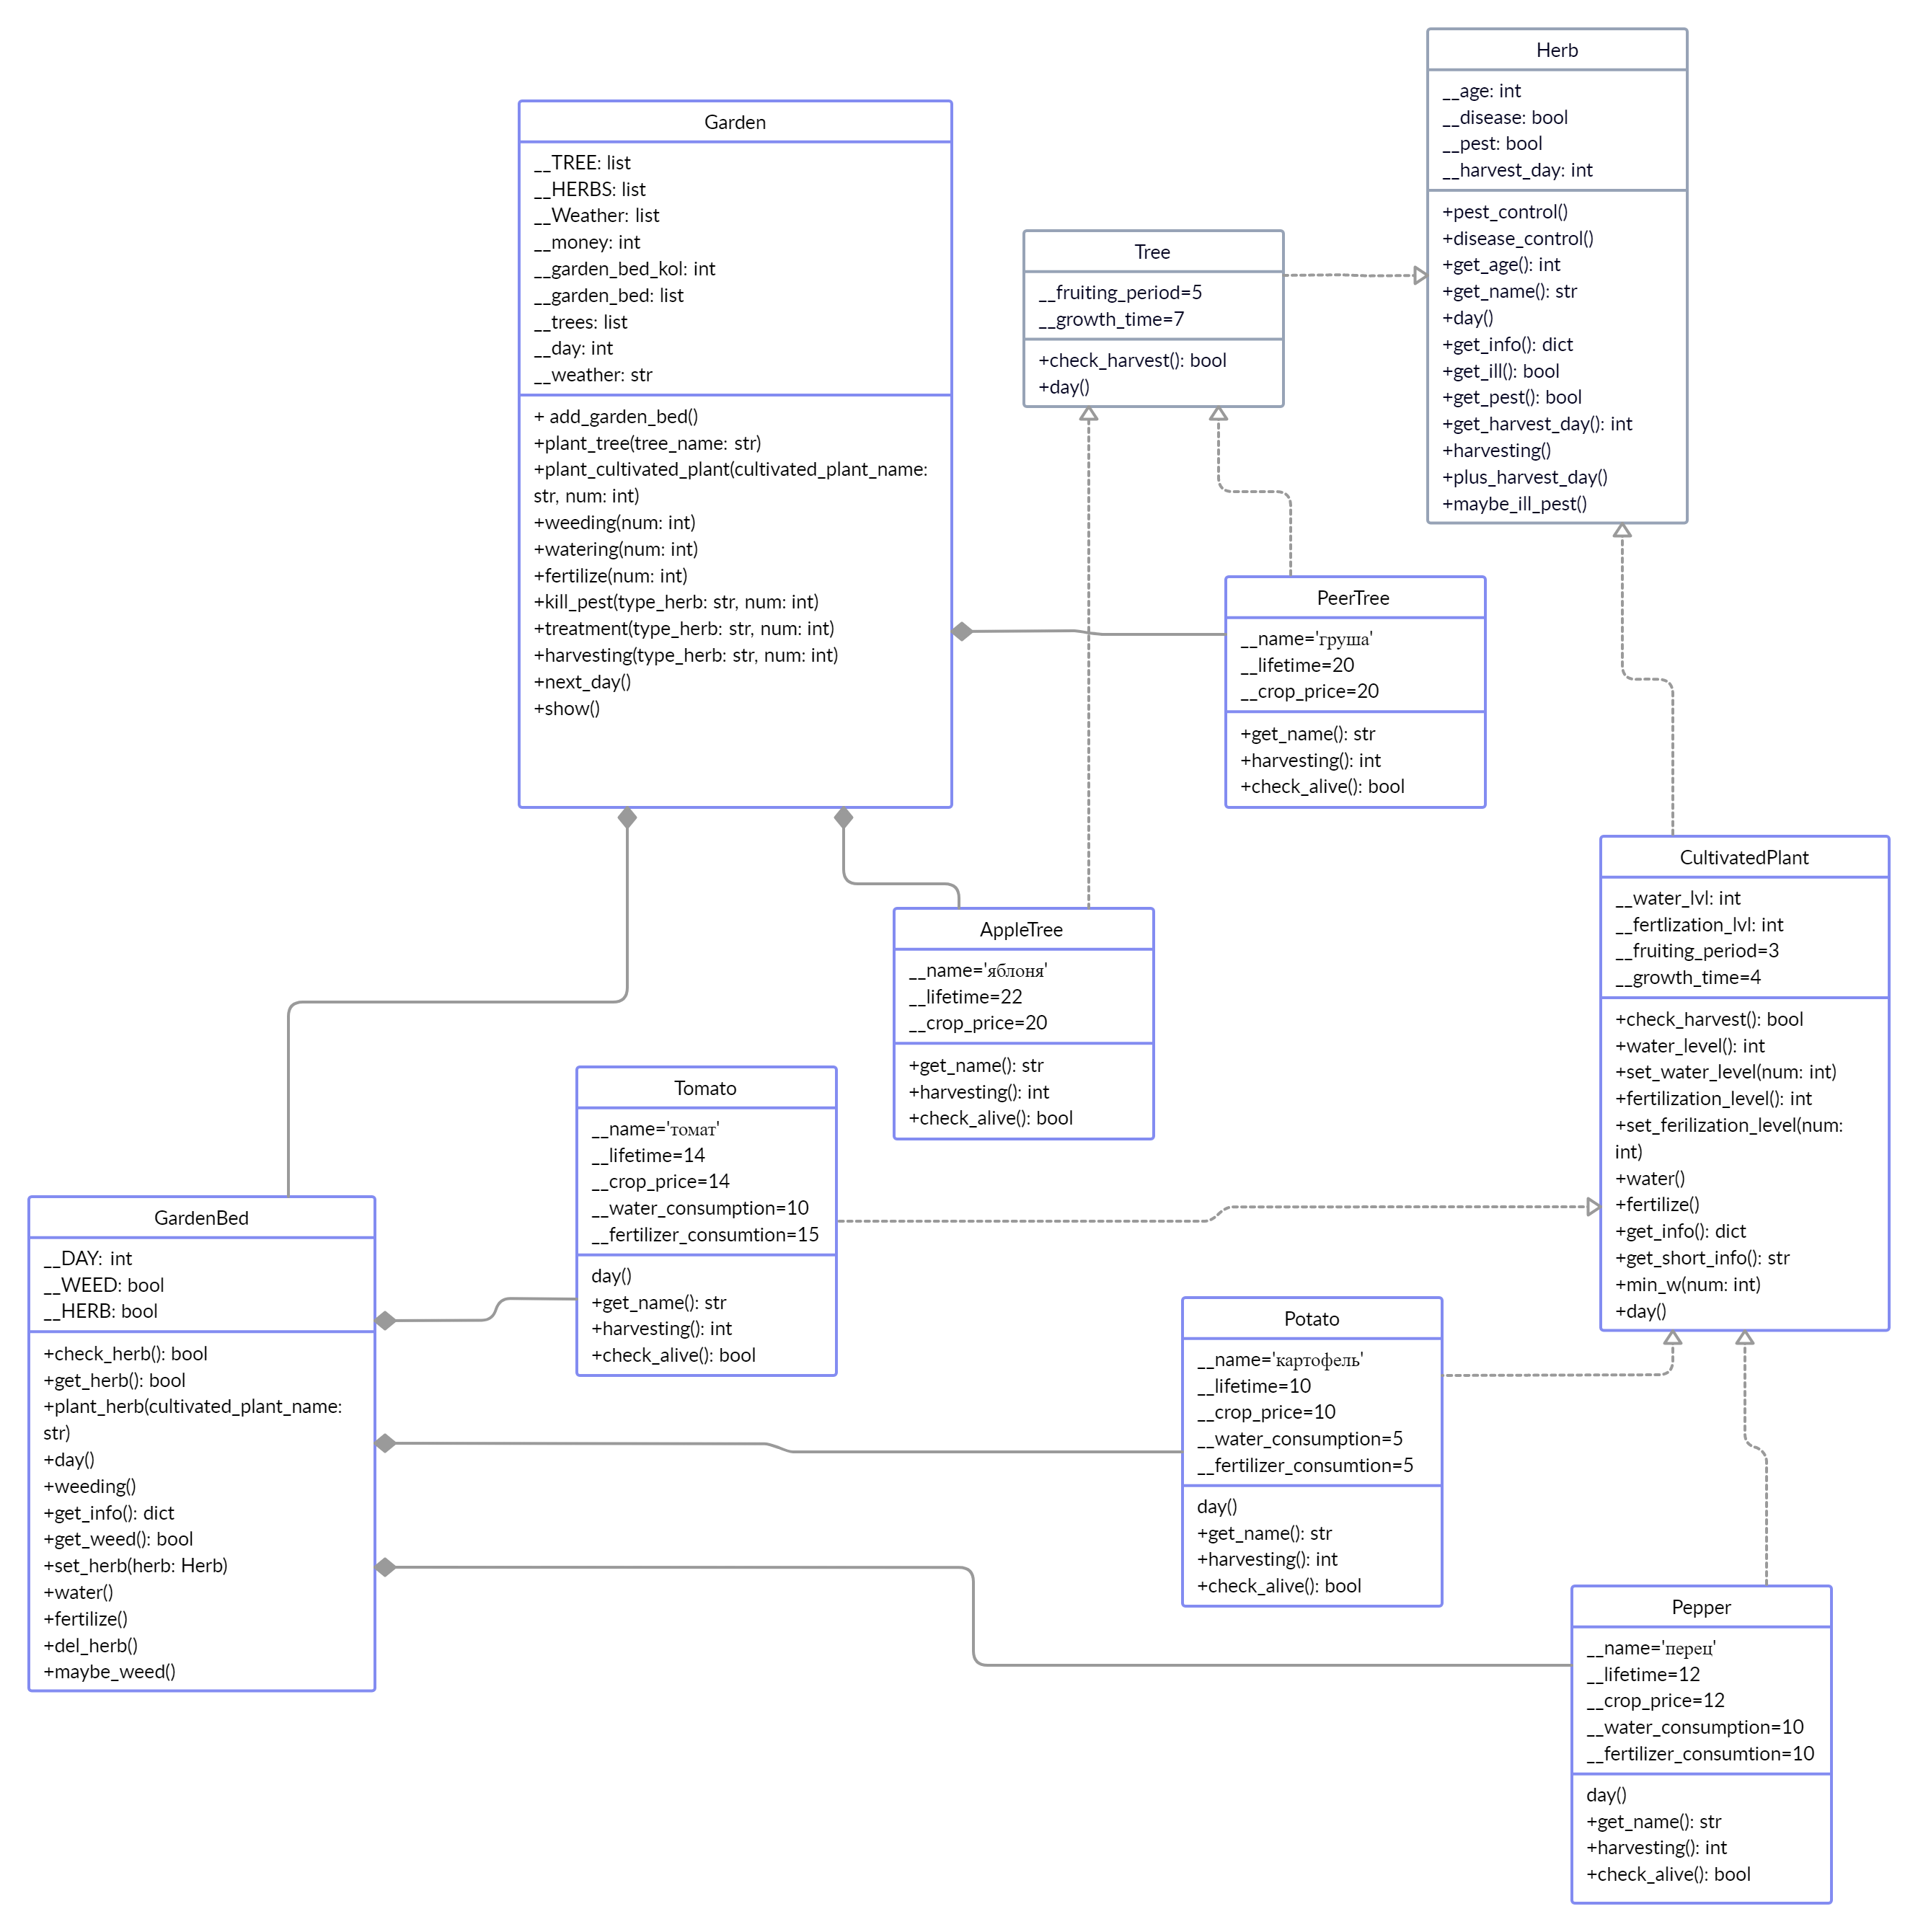 Herb
__age: int
__disease: bool
__pest: bool
__harvest_day: int
+pest_control()
+disease_control()
+get_age(): int
+get_name(): str
+day()
+get_info(): dict
+get_ill(): bool
+get_pest(): bool
+get_harvest_day(): int
+harvesting()
+plus_harvest_day()
+maybe_ill_pest()
Garden
__TREE: list
__HERBS: list
__Weather: list
__money: int
__garden_bed_kol: int
__garden_bed: list
__trees: list
__day: int
__weather: str
+ add_garden_bed()
+plant_tree(tree_name: str)
+plant_cultivated_plant(cultivated_plant_name:
str, num: int)
+weeding(num: int)
+watering(num: int)
+fertilize(num: int)
+kill_pest(type_herb: str, num: int)
+treatment(type_herb: str, num: int)
+harvesting(type_herb: str, num: int)
+next_day()
+show()
Tree
__fruiting_period=5
__growth_time=7
+check_harvest(): bool
+day()
PeerTree
__name='груша'
__lifetime=20
__crop_price=20
+get_name(): str
+harvesting(): int
+check_alive(): bool
CultivatedPlant
__water_lvl: int
__fertlization_lvl: int
__fruiting_period=3
__growth_time=4
+check_harvest(): bool
+water_level(): int
+set_water_level(num: int)
+fertilization_level(): int
+set_ferilization_level(num:
int)
+water()
+fertilize()
+get_info(): dict
+get_short_info(): str
+min_w(num: int)
+day()
AppleTree
__name='яблоня'
__lifetime=22
__crop_price=20
+get_name(): str
+harvesting(): int
+check_alive(): bool
Tomato
__name='томат'
__lifetime=14
__crop_price=14
__water_consumption=10
__fertilizer_consumtion=15
day()
+get_name(): str
+harvesting(): int
+check_alive(): bool
GardenBed
__DAY: int
__WEED: bool
__HERB: bool
+check_herb(): bool
+get_herb(): bool
+plant_herb(cultivated_plant_name:
str)
+day()
+weeding()
+get_info(): dict
+get_weed(): bool
+set_herb(herb: Herb)
+water()
+fertilize()
+del_herb()
+maybe_weed()
Potato
__name='картофель'
__lifetime=10
__crop_price=10
__water_consumption=5
__fertilizer_consumtion=5
day()
+get_name(): str
+harvesting(): int
+check_alive(): bool
Pepper
__name='перец'
__lifetime=12
__crop_price=12
__water_consumption=10
__fertilizer_consumtion=10
day()
+get_name(): str
+harvesting(): int
+check_alive(): bool